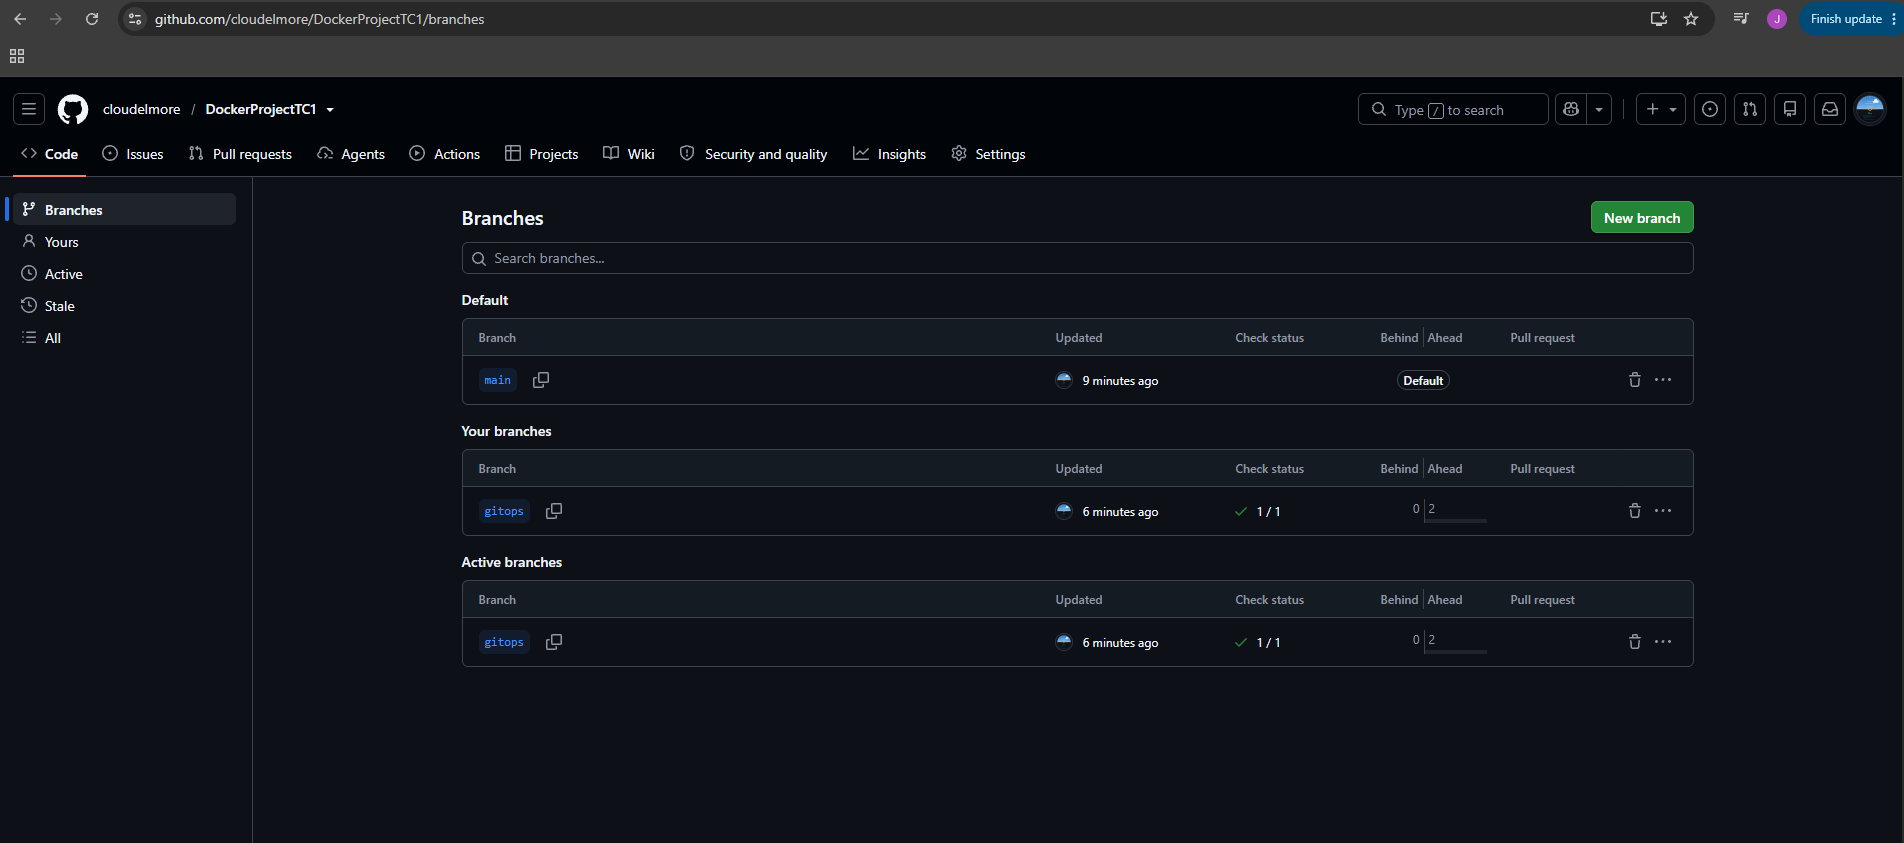 github.com/cloudelmore/DockerProjectTC1/branches
J
Finish update
cloudelmore / DockerProjectTC1
Type / to search
Code Issues Pull requests Agents Actions Projects Wiki Security and quality Insights Settings
Branches
Yours
Active
Stale
All
Branches
New branch
Search branches...
Default
Branch Updated Check status Behind Ahead Pull request
main 9 minutes ago Default
Your branches
Branch Updated Check status Behind Ahead Pull request
gitops 6 minutes ago 1 / 1 0 2
Active branches
Branch Updated Check status Behind Ahead Pull request
gitops 6 minutes ago 1 / 1 0 2